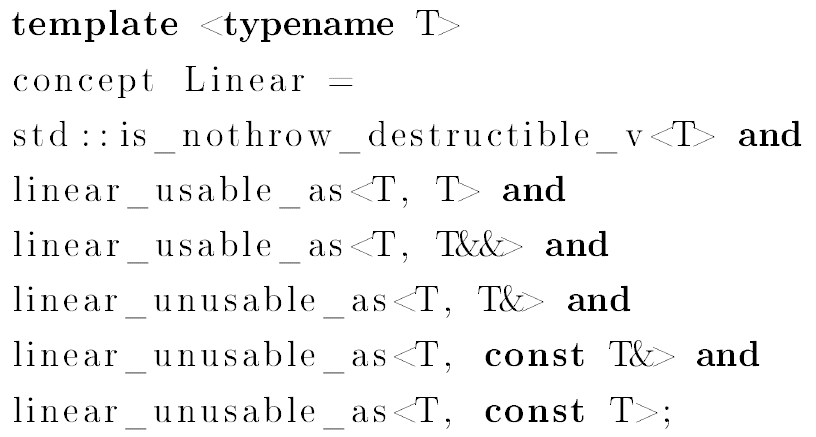 template <typename T>
concept Linear =
std::is_nothrow_destructible_v<T> and
linear_usable_as<T, T> and
linear_usable_as<T, T&&> and
linear_unusable_as<T, T&> and
linear_unusable_as<T, const T&> and
linear_unusable_as<T, const T>;